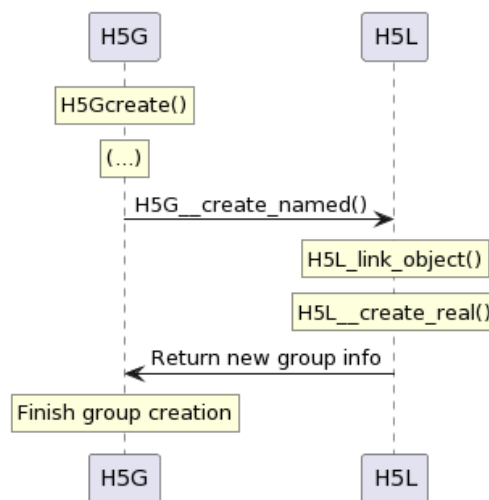 H5G H5L
H5Gcreate()
(...)
H5G__create_named()
H5L_link_object()
H5L__create_real()
Return new group info
Finish group creation
H5G H5L